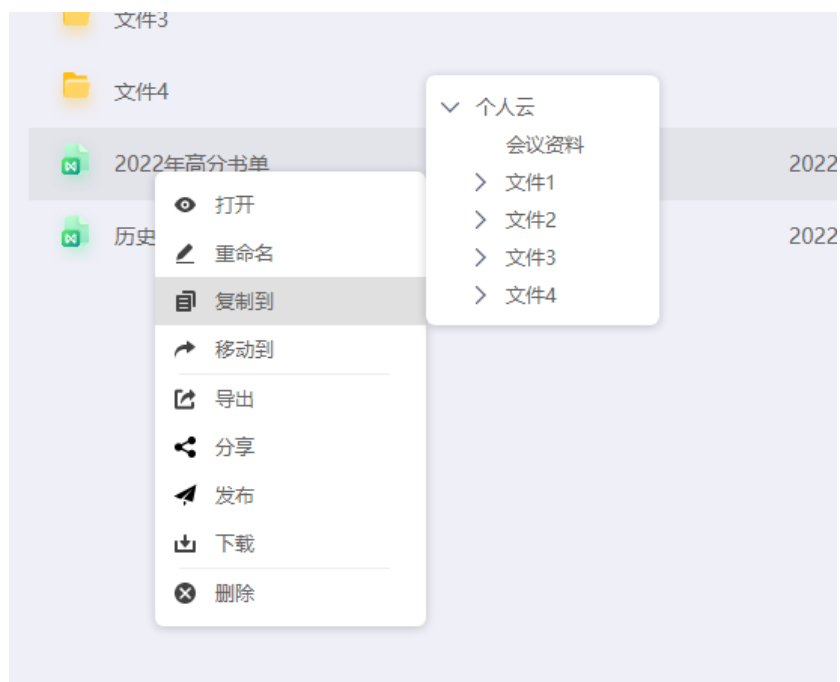 文件3
文件4
2022年高分书单
2022
历史
2022
打开
重命名
复制到
移动到
导出
分享
发布
下载
删除
个人云
会议资料
文件1
文件2
文件3
文件4